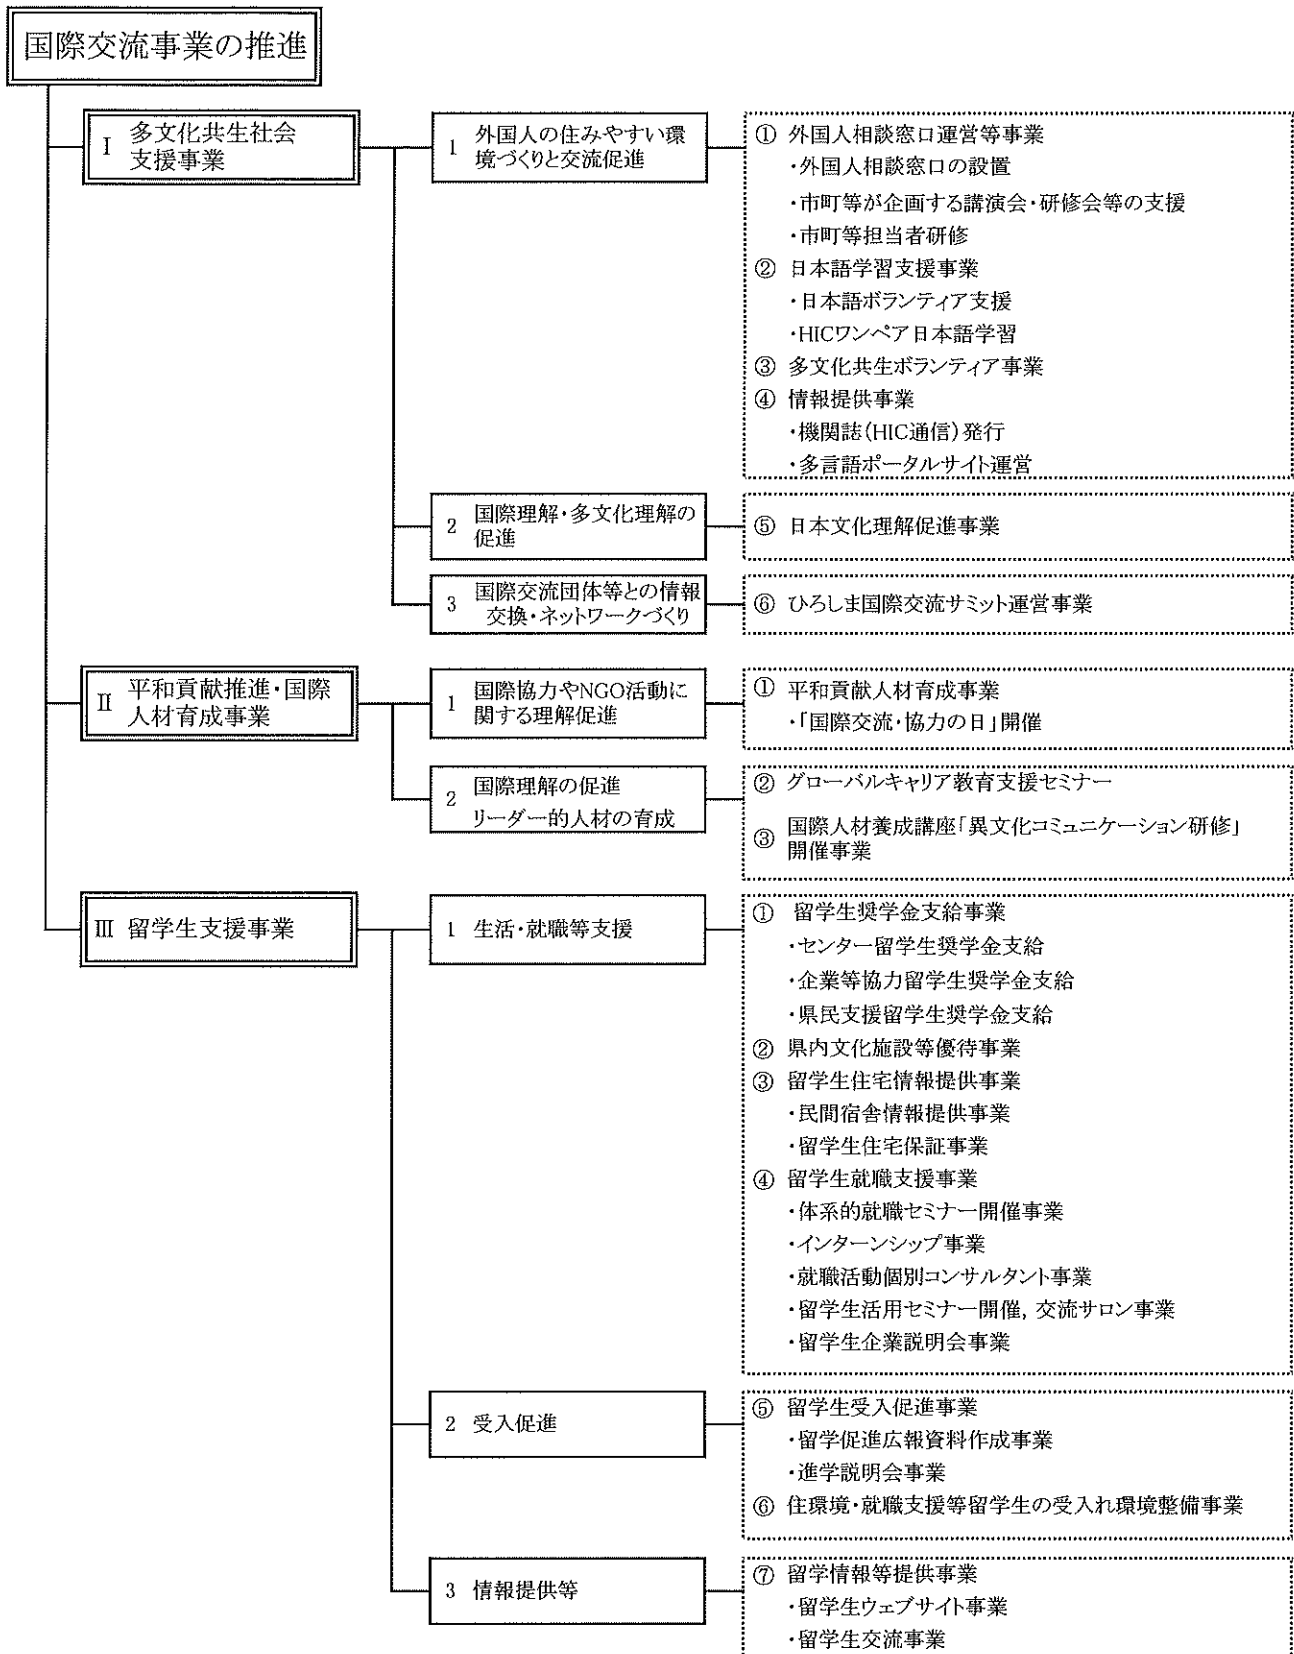 国際交流事業の推進
Ⅰ 多文化共生社会
支援事業
1 外国人の住みやすい環
境づくりと交流促進
① 外国人相談窓口運営等事業
・外国人相談窓口の設置
・市町等が企画する講演会・研修会等の支援
・市町等担当者研修
② 日本語学習支援事業
・日本語ボランティア支援
・HICワンペア日本語学習
③ 多文化共生ボランティア事業
④ 情報提供事業
・機関誌(HIC通信)発行
・多言語ポータルサイト運営
2 国際理解・多文化理解の
促進
⑤ 日本文化理解促進事業
3 国際交流団体等との情報
交換・ネットワークづくり
⑥ ひろしま国際交流サミット運営事業
Ⅱ 平和貢献推進・国際
人材育成事業
1 国際協力やNGO活動に
関する理解促進
① 平和貢献人材育成事業
・「国際交流・協力の日」開催
2 国際理解の促進
リーダー的人材の育成
② グローバルキャリア教育支援セミナー
③ 国際人材養成講座「異文化コミュニケーション研修」
開催事業
Ⅲ 留学生支援事業
1 生活・就職等支援
① 留学生奨学金支給事業
・センター留学生奨学金支給
・企業等協力留学生奨学金支給
・県民支援留学生奨学金支給
② 県内文化施設等優待事業
③ 留学生住宅情報提供事業
・民間宿舎情報提供事業
・留学生住宅保証事業
④ 留学生就職支援事業
・体系的就職セミナー開催事業
・インターンシップ事業
・就職活動個別コンサルタント事業
・留学生活用セミナー開催, 交流サロン事業
・留学生企業説明会事業
2 受入促進
⑤ 留学生受入促進事業
・留学促進広報資料作成事業
・進学説明会事業
⑥ 住環境・就職支援等留学生の受入れ環境整備事業
3 情報提供等
⑦ 留学情報等提供事業
・留学生ウェブサイト事業
・留学生交流事業